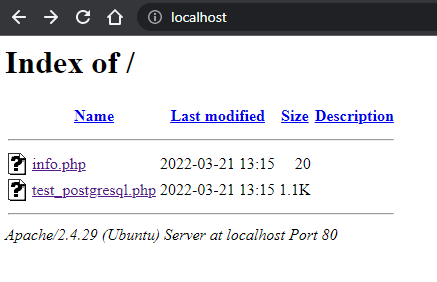 localhost
Index of /
Name Last modified Size Description
info.php 2022-03-21 13:15 20
test_postgresql.php 2022-03-21 13:15 1.1K
Apache/2.4.29 (Ubuntu) Server at localhost Port 80